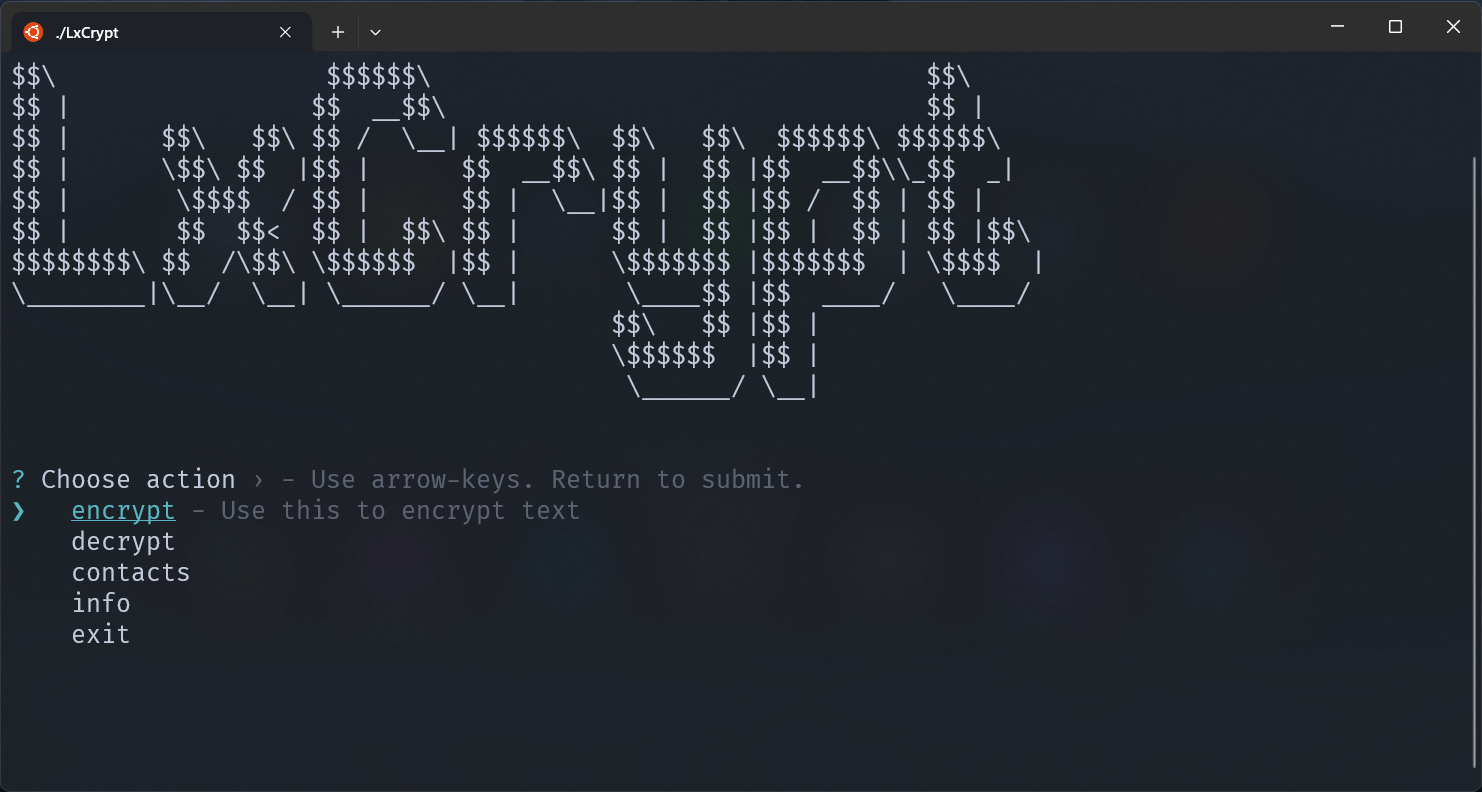 ./LxCrypt
$$\                  $$$$$$\                                 $$\
$$ |                $$  __$$\                                $$ |
$$ |      $$\   $$\ $$ /  \__| $$$$$$\  $$\   $$\  $$$$$$\ $$$$$$\
$$ |      \$$\ $$  |$$ |      $$  __$$\ $$ |  $$ |$$  __$$\\_$$  _|
$$ |       \$$$$  / $$ |      $$ |  \__|$$ |  $$ |$$ /  $$ | $$ |
$$ |       $$  $$<  $$ |  $$\ $$ |      $$ |  $$ |$$ |  $$ | $$ |$$\
$$$$$$$$\ $$  /\$$\ \$$$$$$  |$$ |      \$$$$$$$ |$$$$$$$  | \$$$$  |
\________|\__/  \__| \______/ \__|       \____$$ |$$  ____/   \____/
                                        $$\   $$ |$$ |
                                        \$$$$$$  |$$ |
                                         \______/ \__|
? Choose action › - Use arrow-keys. Return to submit.
❯   encrypt - Use this to encrypt text
    decrypt
    contacts
    info
    exit